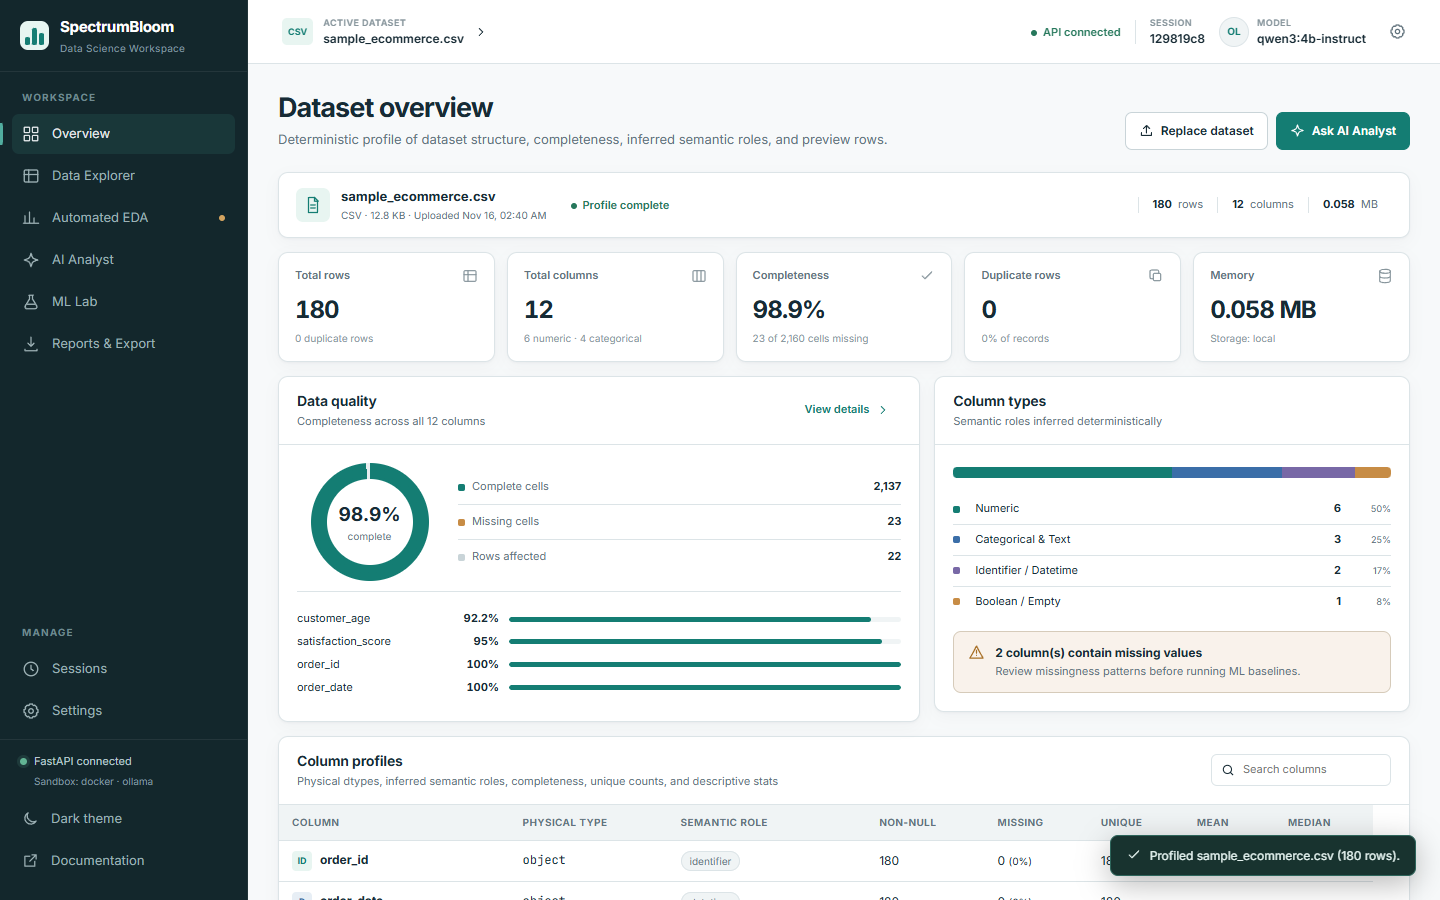 SpectrumBloom
Data Science Workspace
WORKSPACE
Overview
Data Explorer
Automated EDA
AI Analyst
ML Lab
Reports & Export
MANAGE
Sessions
Settings
FastAPI connected
Sandbox: docker · ollama
Dark theme
Documentation
CSV
ACTIVE DATASET
sample_ecommerce.csv
API connected
SESSION
129819c8
OL
MODEL
qwen3:4b-instruct
Dataset overview
Deterministic profile of dataset structure, completeness, inferred semantic roles, and preview rows.
Replace dataset
Ask AI Analyst
sample_ecommerce.csv
CSV · 12.8 KB · Uploaded Nov 16, 02:40 AM
Profile complete
180 rows
12 columns
0.058 MB
Total rows
180
0 duplicate rows
Total columns
12
6 numeric · 4 categorical
Completeness
98.9%
23 of 2,160 cells missing
Duplicate rows
0
0% of records
Memory
0.058 MB
Storage: local
Data quality
Completeness across all 12 columns
View details
98.9%
complete
Complete cells 2,137
Missing cells 23
Rows affected 22
customer_age 92.2%
satisfaction_score 95%
order_id 100%
order_date 100%
Column types
Semantic roles inferred deterministically
Numeric 6 50%
Categorical & Text 3 25%
Identifier / Datetime 2 17%
Boolean / Empty 1 8%
2 column(s) contain missing values
Review missingness patterns before running ML baselines.
Column profiles
Physical dtypes, inferred semantic roles, completeness, unique counts, and descriptive stats
Search columns
COLUMN PHYSICAL TYPE SEMANTIC ROLE NON-NULL MISSING UNIQUE MEAN MEDIAN
ID order_id object identifier 180 0 (0%)
Profiled sample_ecommerce.csv (180 rows).